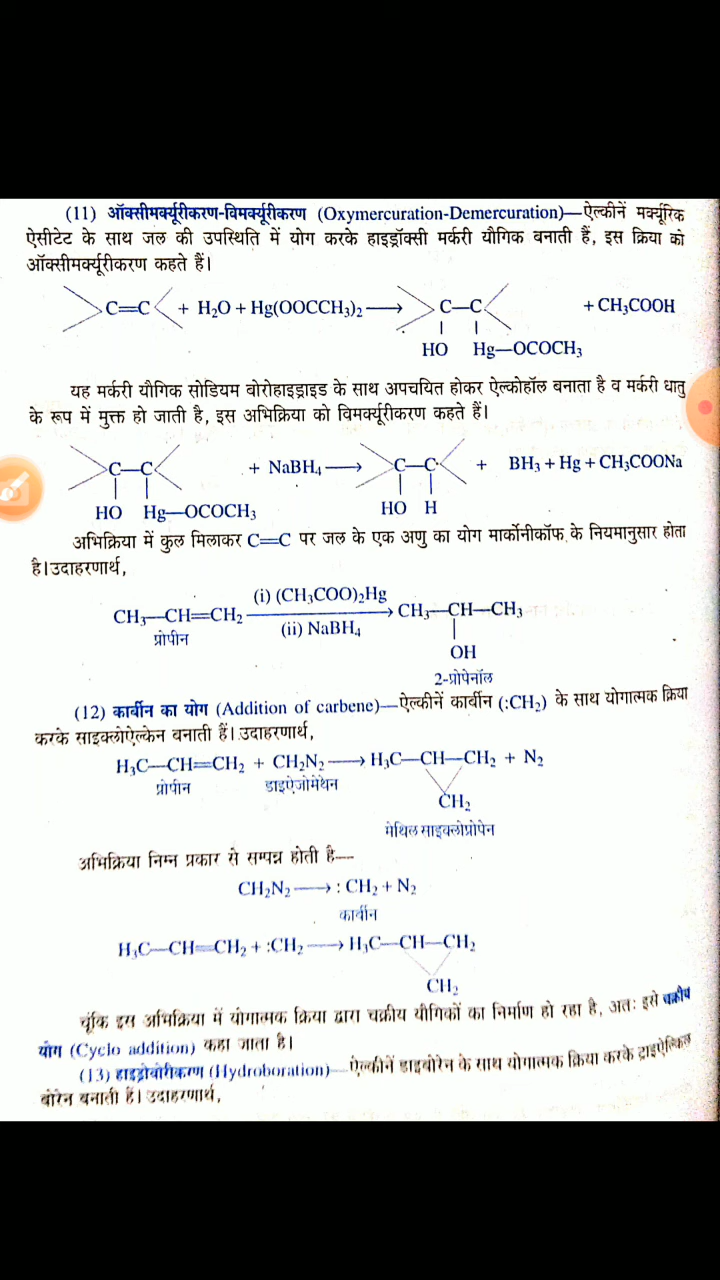 (11) ऑक्सीमर्क्यूरीकरण-विमर्क्यूरीकरण (Oxymercuration-Demercuration)—ऐल्कीनें मर्क्यूरिक
ऐसीटेट के साथ जल की उपस्थिति में योग करके हाइड्रॉक्सी मर्करी यौगिक बनाती हैं, इस क्रिया को
ऑक्सीमर्क्यूरीकरण कहते हैं।
C=C + H₂O + Hg(OOCCH₃)₂ ⟶ C—C + CH₃COOH
HO Hg—OCOCH₃
यह मर्करी यौगिक सोडियम बोरोहाइड्राइड के साथ अपचयित होकर ऐल्कोहॉल बनाता है व मर्करी धातु
के रूप में मुक्त हो जाती है, इस अभिक्रिया को विमर्क्यूरीकरण कहते हैं।
C—C + NaBH₄ ⟶ C—C + BH₃ + Hg + CH₃COONa
HO Hg—OCOCH₃ HO H
अभिक्रिया में कुल मिलाकर C=C पर जल के एक अणु का योग मार्कोनीकॉफ के नियमानुसार होता
है। उदाहरणार्थ,
(i) (CH₃COO)₂Hg
CH₃—CH=CH₂ ⟶ CH₃—CH—CH₃
(ii) NaBH₄
प्रोपीन
OH
2-प्रोपेनॉल
(12) कार्बीन का योग (Addition of carbene)—ऐल्कीनें कार्बीन (:CH₂) के साथ योगात्मक क्रिया
करके साइक्लोऐल्केन बनाती हैं। उदाहरणार्थ,
H₃C—CH=CH₂ + CH₂N₂ ⟶ H₃C—CH—CH₂ + N₂
प्रोपीन डाइऐजोमेथेन
CH₂
मेथिल साइक्लोप्रोपेन
अभिक्रिया निम्न प्रकार से सम्पन्न होती है—
CH₂N₂ ⟶ : CH₂ + N₂
कार्बीन
H₃C—CH=CH₂ + :CH₂ ⟶ H₃C—CH—CH₂
CH₂
चूंकि इस अभिक्रिया में योगात्मक क्रिया द्वारा चक्रीय यौगिकों का निर्माण हो रहा है, अतः इसे चक्रीय
योग (Cyclo addition) कहा जाता है।
(13) हाइड्रोबोरीकरण (Hydroboration)—ऐल्कीनें डाइबोरेन के साथ योगात्मक क्रिया करके ट्राइऐल्किल
बोरेन बनाती हैं। उदाहरणार्थ,